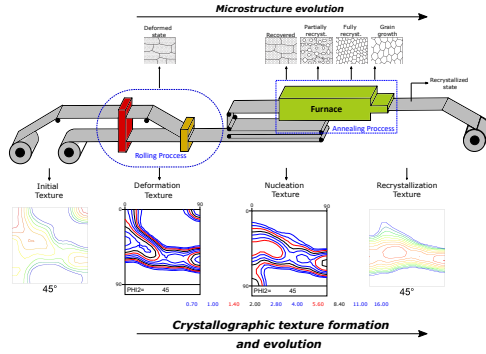 Microstructure evolution
Deformed
state
Recovered
Partially
recryst.
Fully
recryst.
Grain
growth
Recrystallized
state
Furnace
Annealing Proccess
Rolling Proccess
Initial
Texture
Deformation
Texture
Nucleation
Texture
Recrystallization
Texture
0 90
0 90
90
90
45°
PHI2= 45
PHI2= 45
45°
0.70 1.00 1.40 2.00 2.80 4.00 5.60 8.40 11.00 16.00
Crystallographic texture formation
and evolution